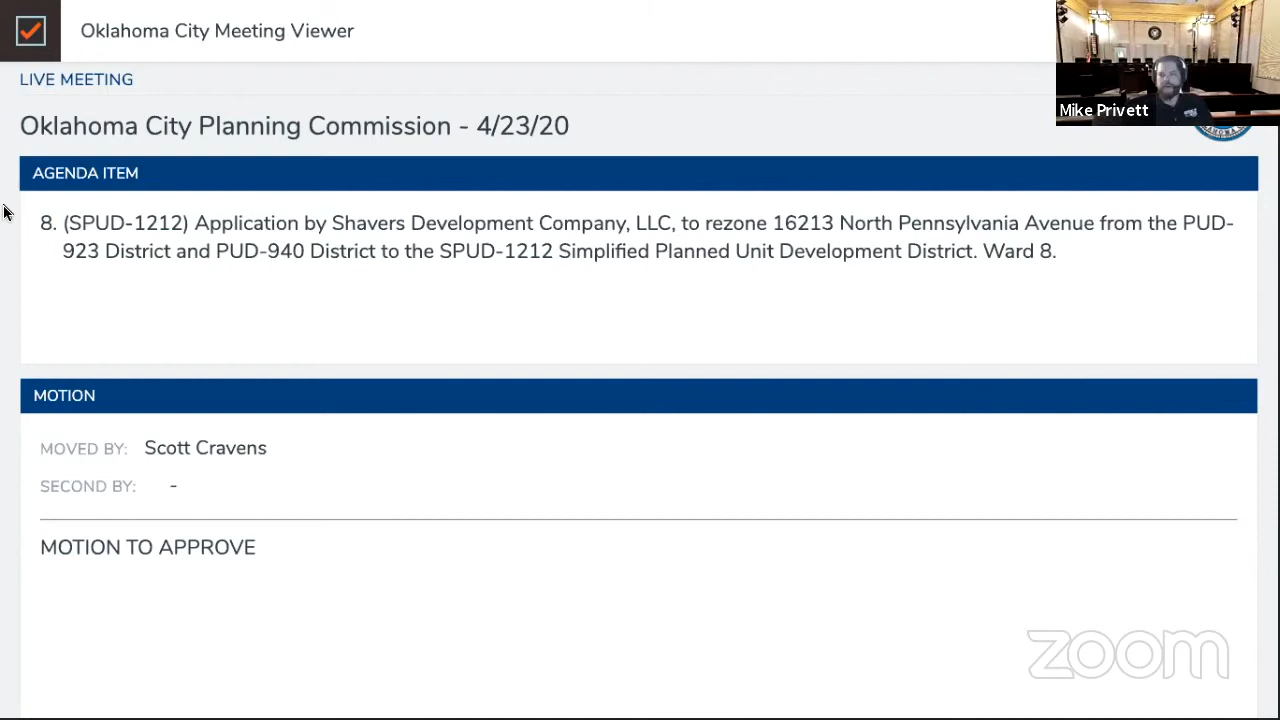 Oklahoma City Meeting Viewer
LIVE MEETING
Oklahoma City Planning Commission - 4/23/20
Mike Privett
AGENDA ITEM
8. (SPUD-1212) Application by Shavers Development Company, LLC, to rezone 16213 North Pennsylvania Avenue from the PUD-
923 District and PUD-940 District to the SPUD-1212 Simplified Planned Unit Development District. Ward 8.
MOTION
MOVED BY: Scott Cravens
SECOND BY: -
MOTION TO APPROVE
zoom